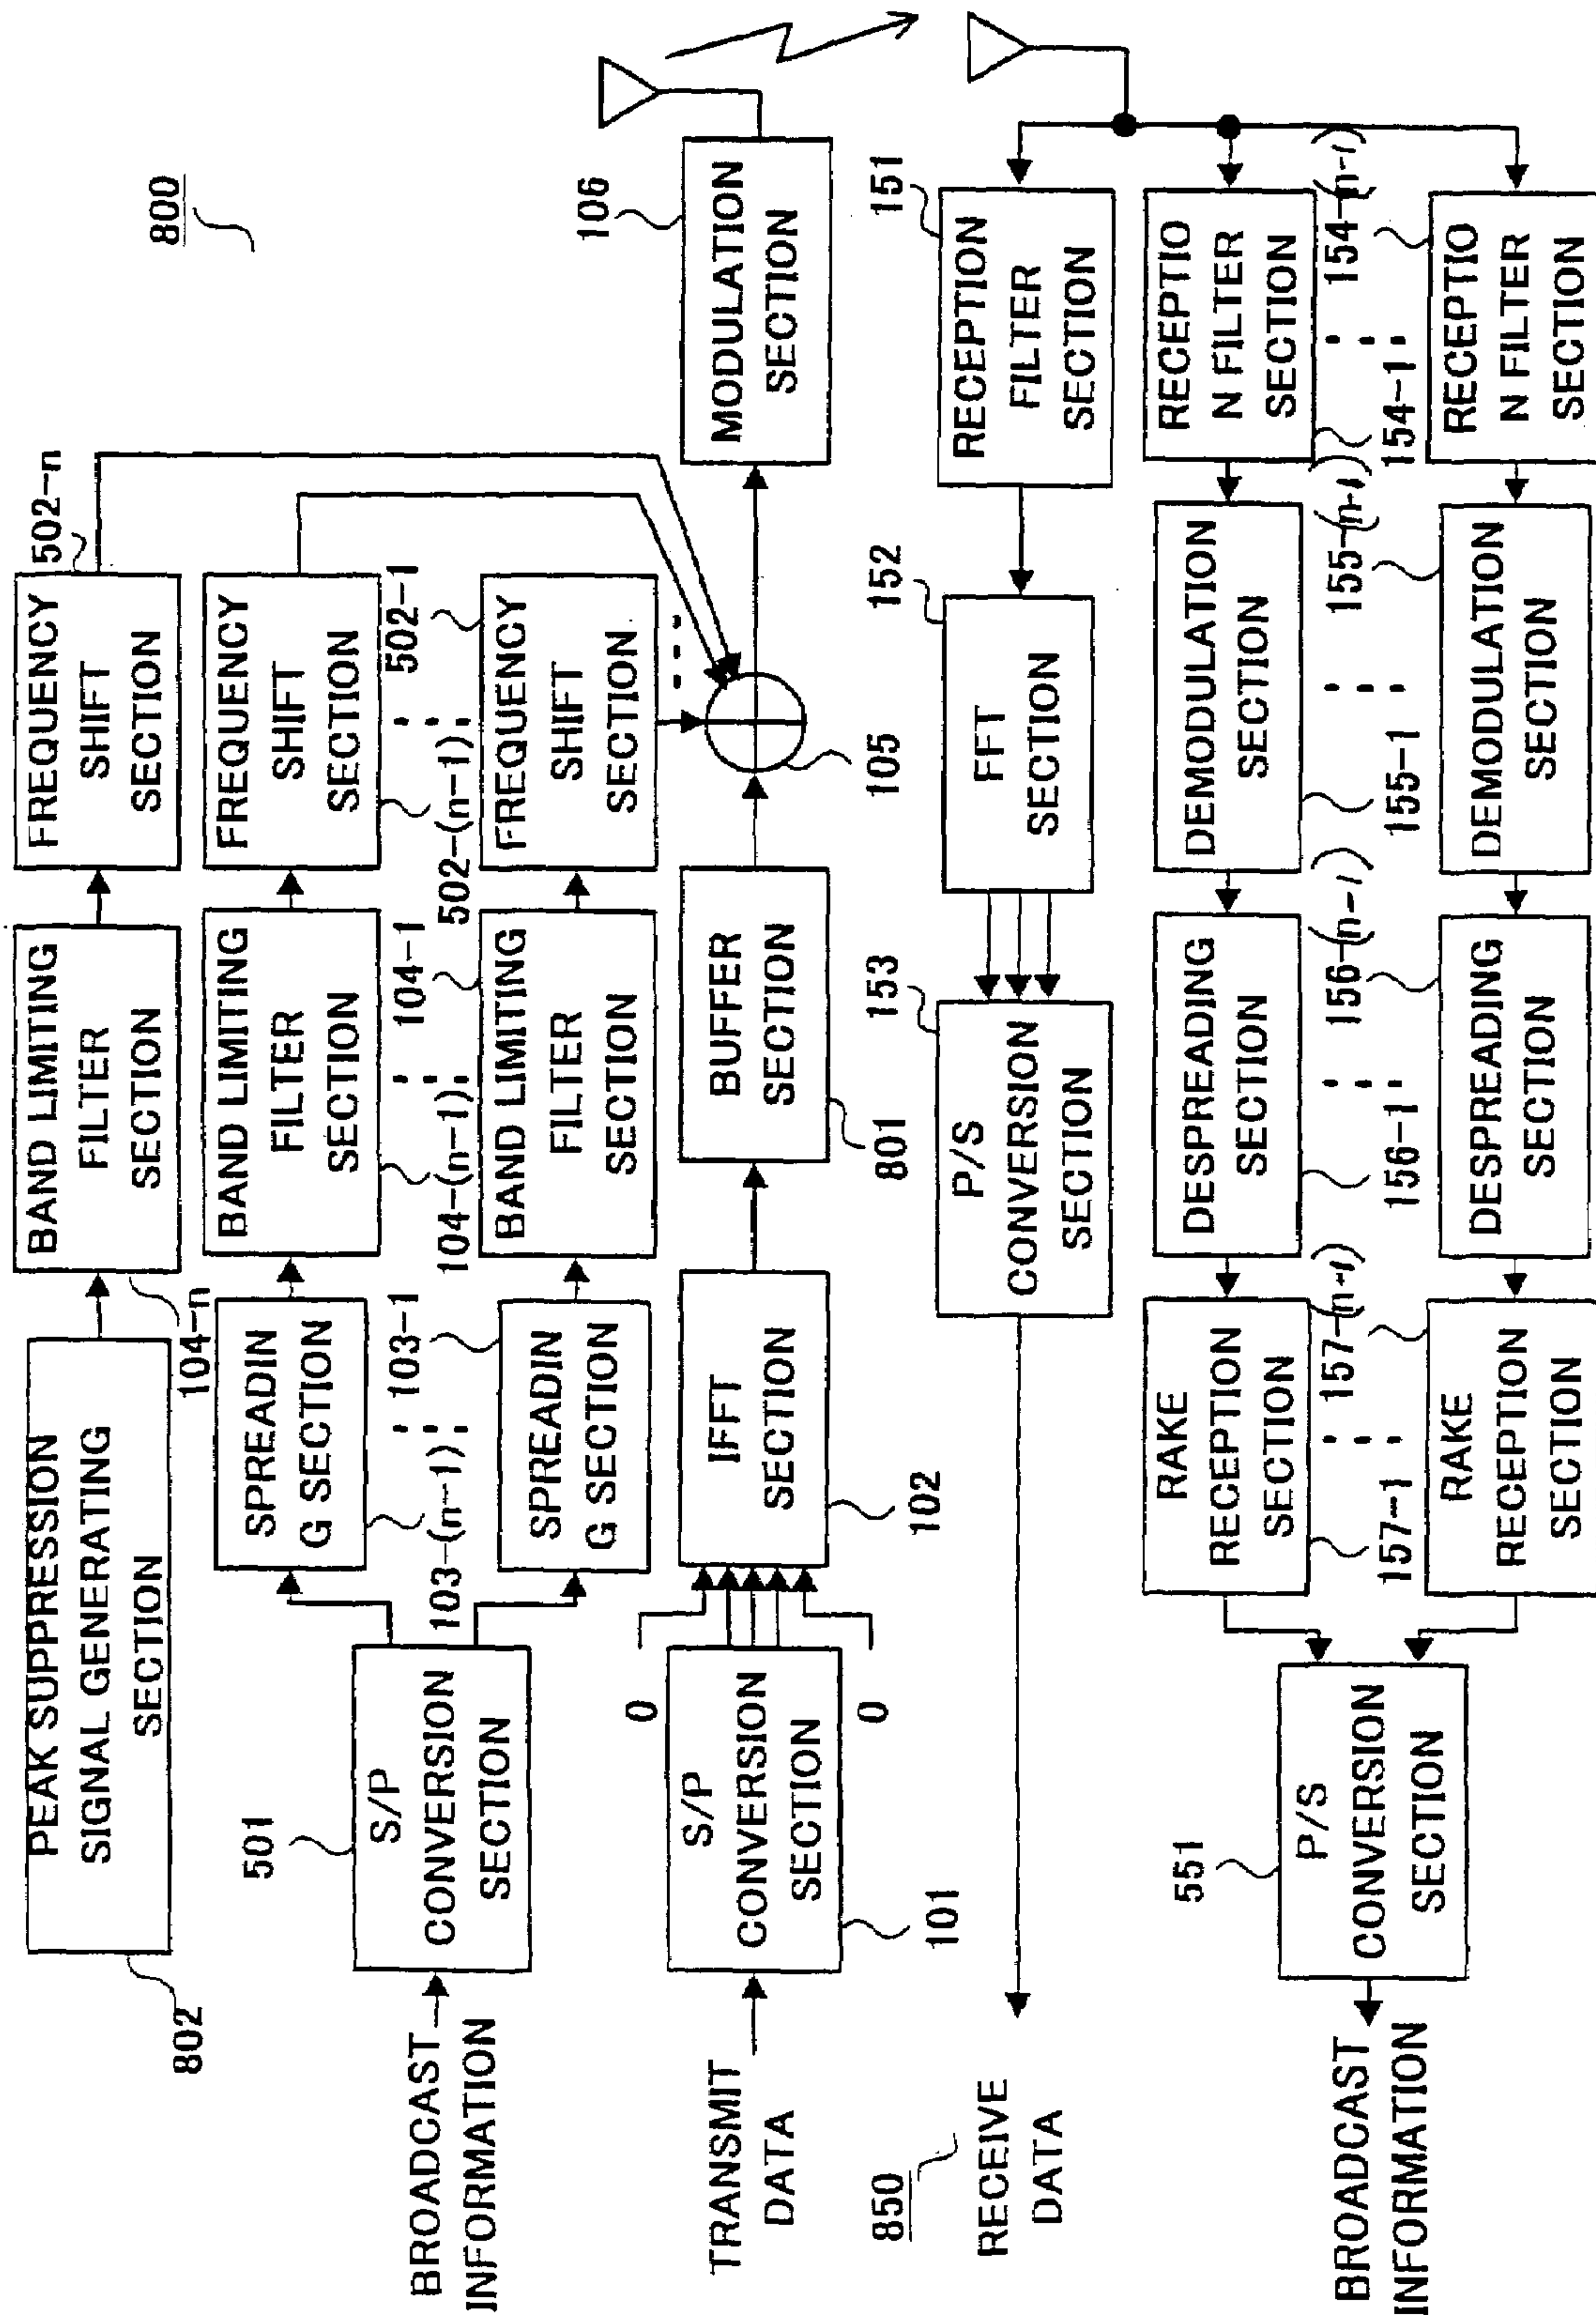 800
PEAK SUPPRESSION
SIGNAL GENERATING
SECTION
802
BAND LIMITING
FILTER
SECTION
104-n
FREQUENCY
SHIFT
SECTION
502-n
BROADCAST
INFORMATION
501
S/P
CONVERSION
SECTION
SPREADIN
G SECTION
103-(n-1)
BAND LIMITING
FILTER
SECTION
104-(n-1)
FREQUENCY
SHIFT
SECTION
502-(n-1)
103-1
SPREADIN
G SECTION
104-1
BAND LIMITING
FILTER
SECTION
502-1
FREQUENCY
SHIFT
SECTION
TRANSMIT
DATA
S/P
CONVERSION
SECTION
101
0
0
IFFT
SECTION
102
BUFFER
SECTION
801
105
106
MODULATION
SECTION
850
RECEIVE
DATA
153
P/S
CONVERSION
SECTION
152
FFT
SECTION
151
RECEPTION
FILTER
SECTION
RAKE
RECEPTION
SECTION
157-1
DESPREADING
SECTION
156-1
DEMODULATION
SECTION
155-1
RECEPTIO
N FILTER
SECTION
154-1
551
P/S
CONVERSION
SECTION
BROADCAST
INFORMATION
157-(n-1)
RAKE
RECEPTION
SECTION
156-(n-1)
DESPREADING
SECTION
155-(n-1)
DEMODULATION
SECTION
154-(n-1)
RECEPTIO
N FILTER
SECTION